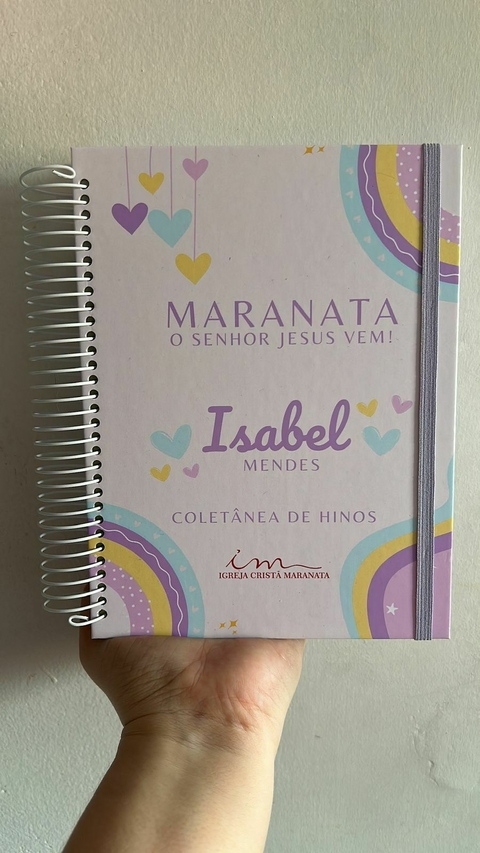 MARANATA
O SENHOR JESUS VEM!
Isabel
MENDES
COLETÂNEA DE HINOS
im
IGREJA CRISTÃ MARANATA